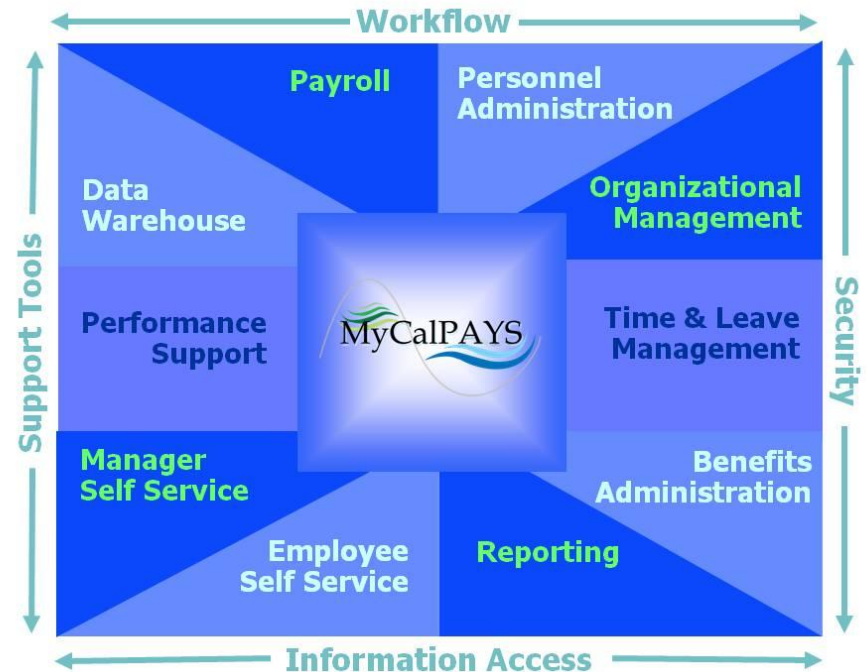 Workflow
Payroll
Personnel
Administration
Data
Warehouse
Organizational
Management
Support Tools
Performance
Support
MyCalPAYS
Time & Leave
Management
Security
Manager
Self Service
Benefits
Administration
Employee
Self Service
Reporting
Information Access